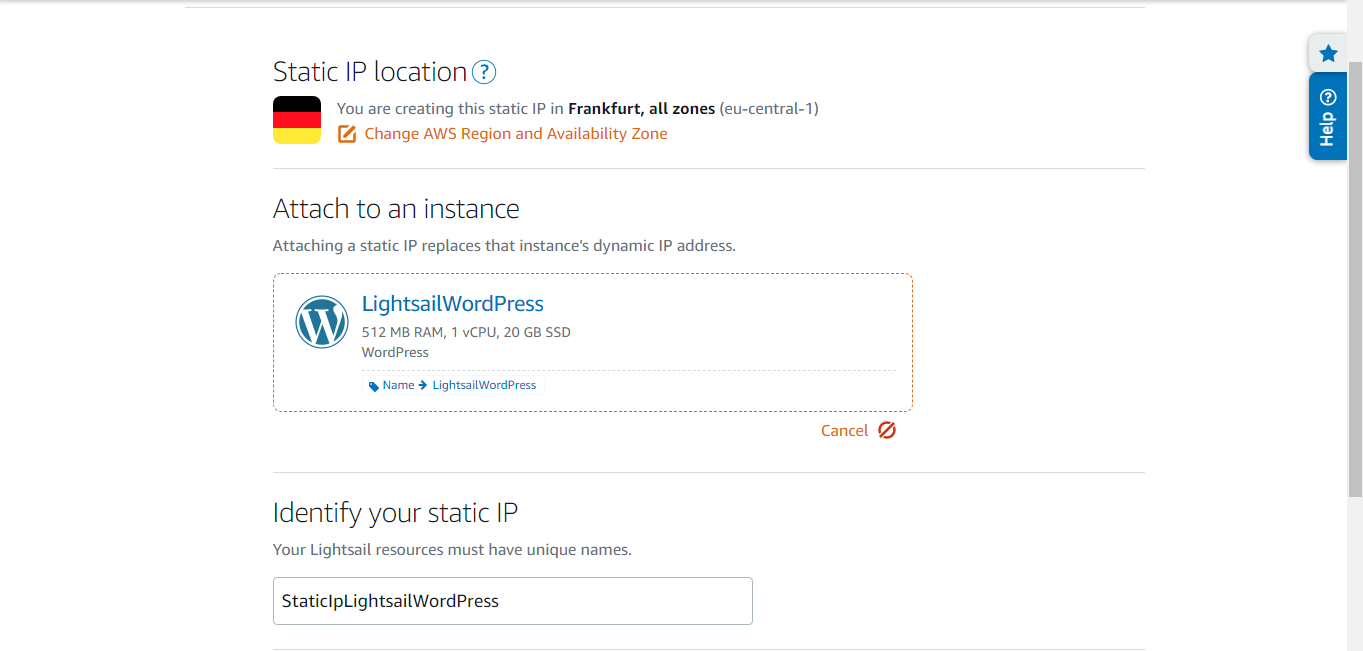 Static IP location ?
You are creating this static IP in Frankfurt, all zones (eu-central-1)
Change AWS Region and Availability Zone
Help ?
Attach to an instance
Attaching a static IP replaces that instance's dynamic IP address.
LightsailWordPress
512 MB RAM, 1 vCPU, 20 GB SSD
WordPress
Name → LightsailWordPress
Cancel
Identify your static IP
Your Lightsail resources must have unique names.
StaticIpLightsailWordPress